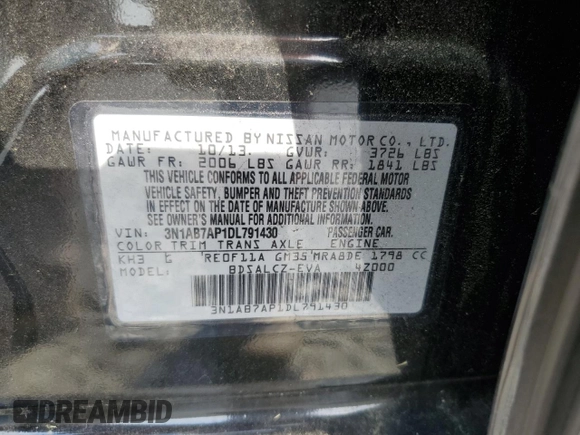 MANUFACTURED BY NISSAN MOTOR CO., LTD.
DATE: 10/13. GVWR: 3726 LBS
GAWR FR: 2006 LBS GAWR RR: 1841 LBS
THIS VEHICLE CONFORMS TO ALL APPLICABLE FEDERAL MOTOR
VEHICLE SAFETY, BUMPER AND THEFT PREVENTION STANDARDS
IN EFFECT ON THE DATE OF MANUFACTURE SHOWN ABOVE.
SEE OWNER'S MANUAL FOR ADDITIONAL INFORMATION.
VIN: 3N1AB7AP1DL791430 PASSENGER CAR.
COLOR TRIM TRANS AXLE ENGINE
KH3 RE0F11A GM35 MRA8DE 1798 CC
MODEL: BDSALCZ-EVA 4Z000
3N1AB7AP1DL791430
DREAMBID